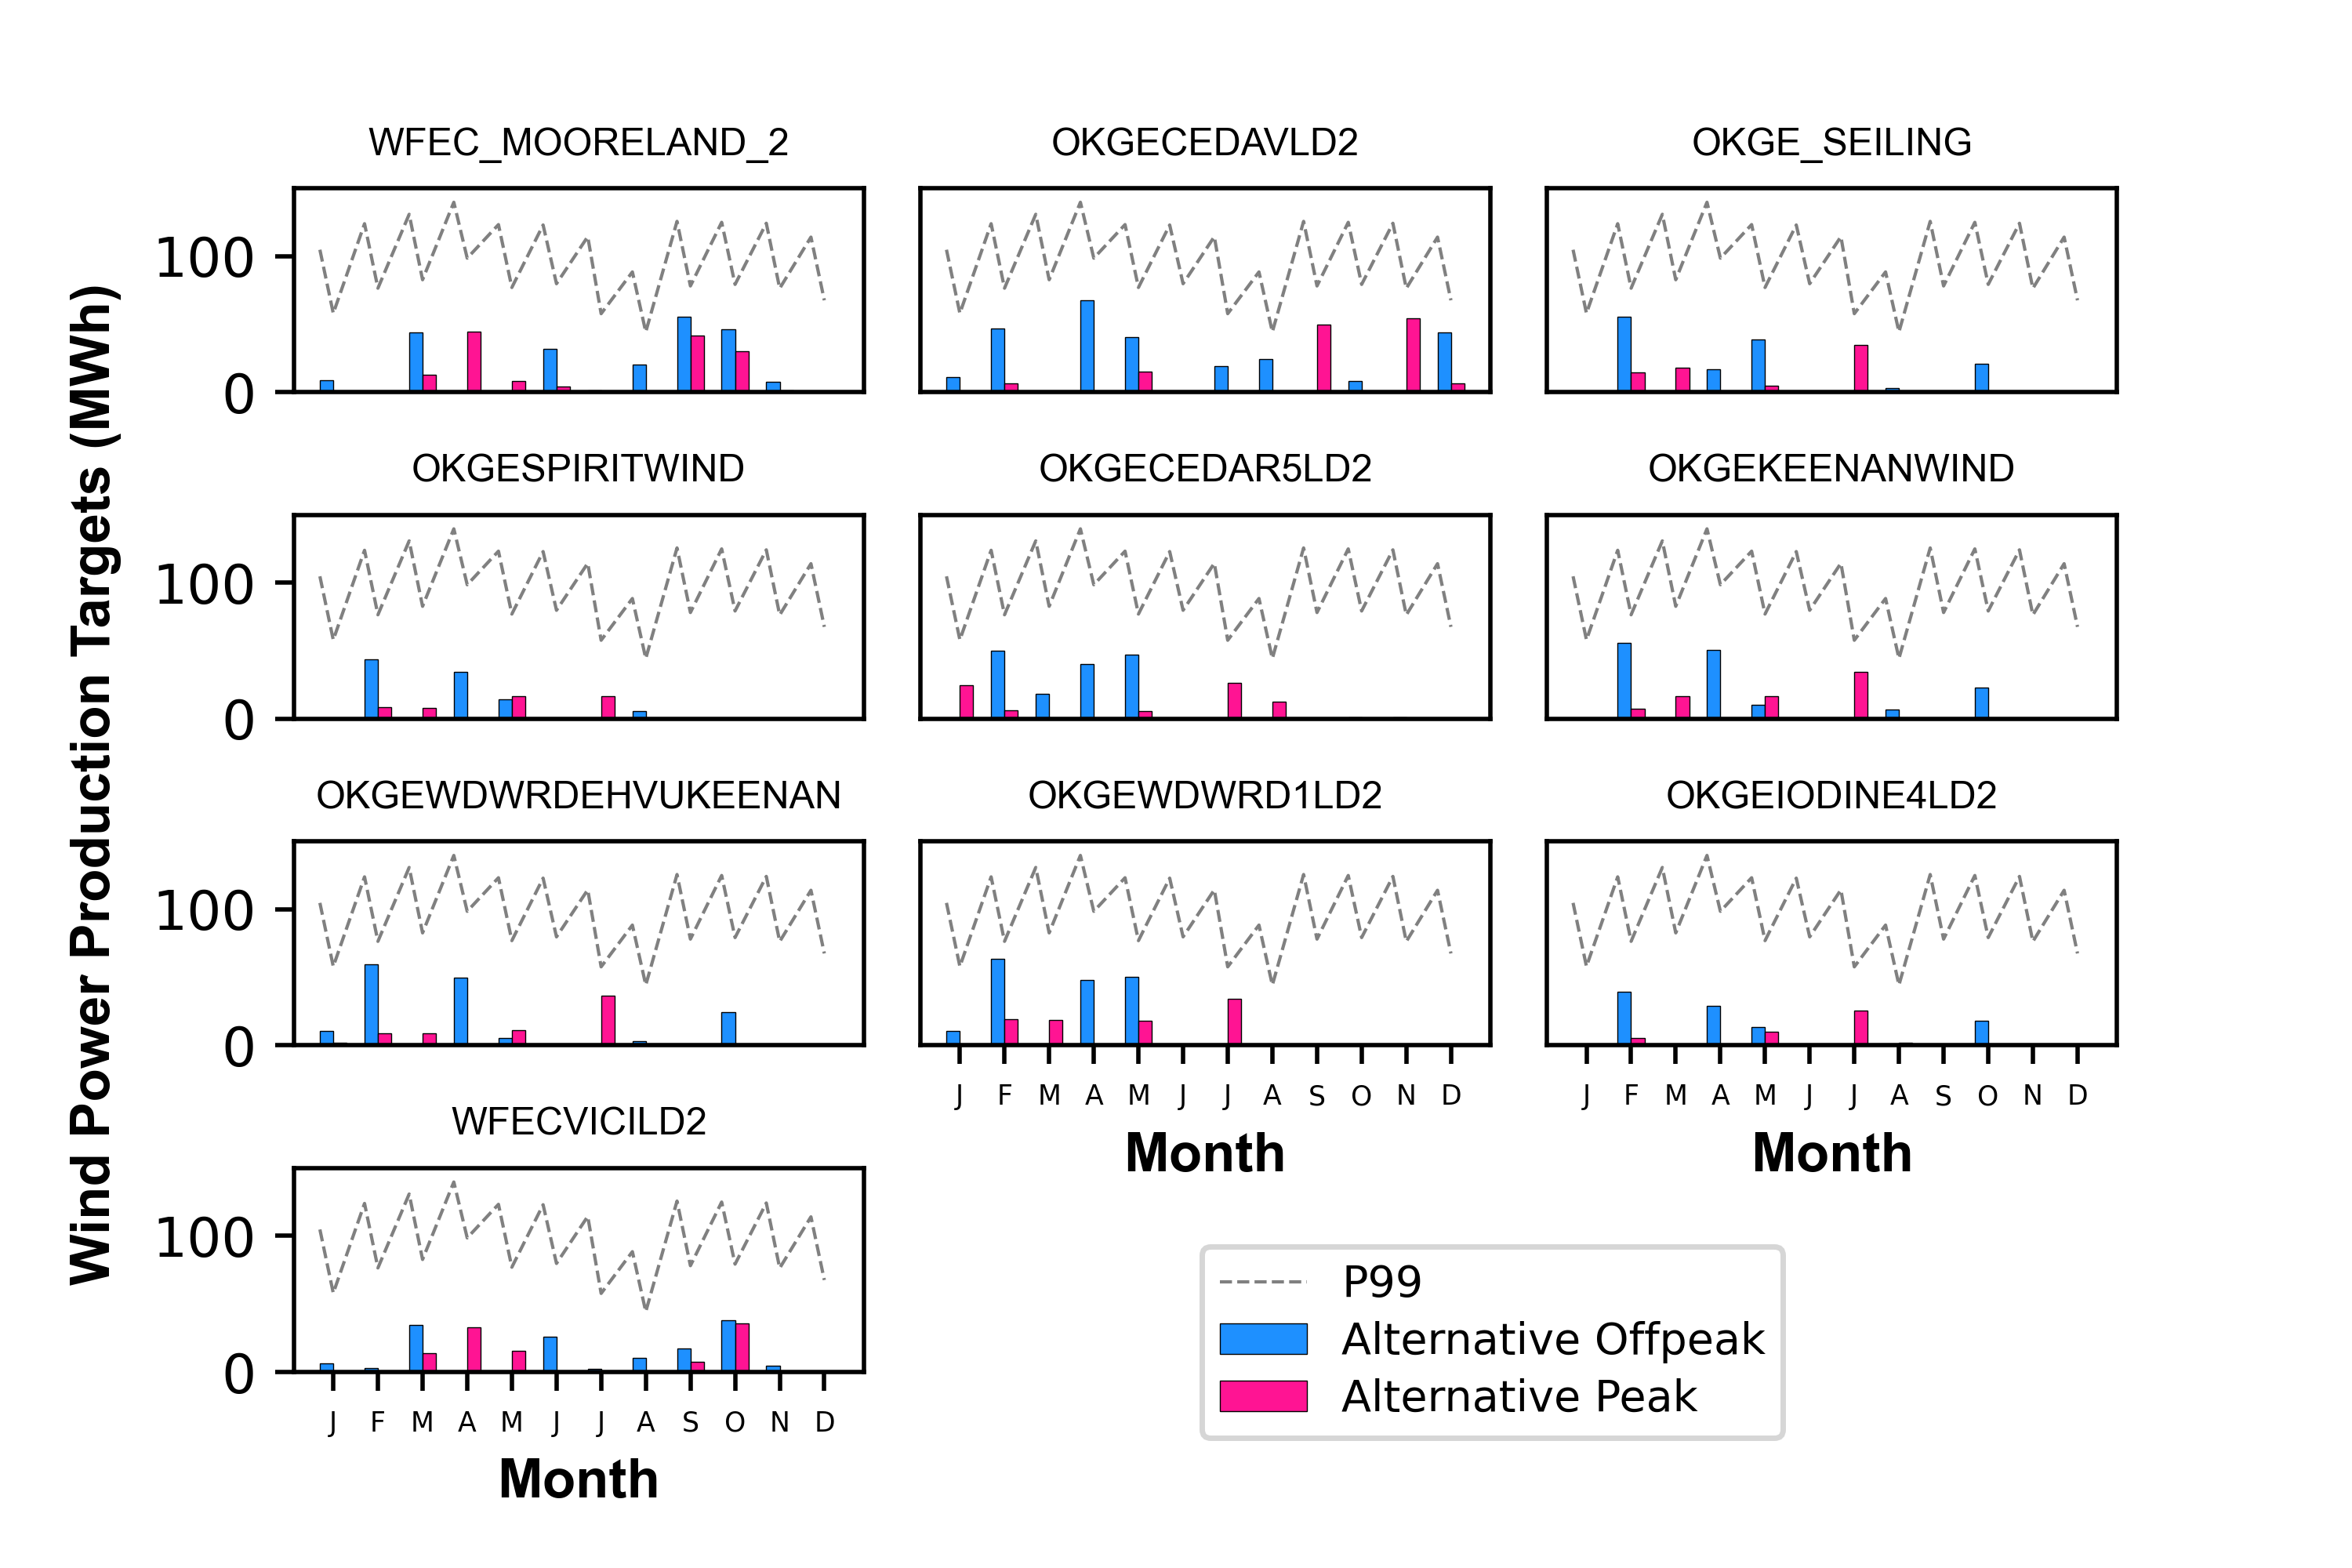 WFEC_MOORELAND_2
OKGECEDAVLD2
OKGE_SEILING
100
0
OKGESPIRITWIND
OKGECEDAR5LD2
OKGEKEENANWIND
100
0
OKGEWDWRDEHVUKEENAN
OKGEWDWRD1LD2
OKGEIODINE4LD2
100
0
J F M A M J J A S O N D
Month
J F M A M J J A S O N D
Month
WFECVICILD2
100
0
J F M A M J J A S O N D
Month
Wind Power Production Targets (MWh)
P99
Alternative Offpeak
Alternative Peak